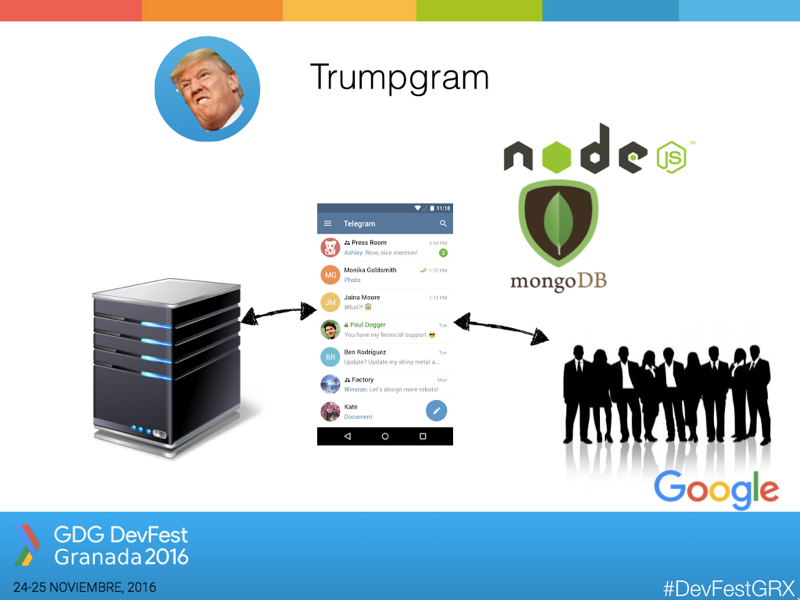 Trumpgram
node
JS
TM
mongoDB
11:18
Telegram
Press Room
3:54 PM
Ashley: Wow, nice mention!
2
MG
Monika Goldsmith
1:37 PM
Photo
JM
Jaina Moore
1:12 PM
What?! 😱
Paul Dogger
Tue
You have my financial support 😎
BR
Ben Rodriguez
Tue
Update? Update my shiny metal a...
Factory
Mon
Winston: Let's design more robots!
Kate
Document
Google
GDG DevFest
Granada 2016
24-25 NOVIEMBRE, 2016
#DevFestGRX